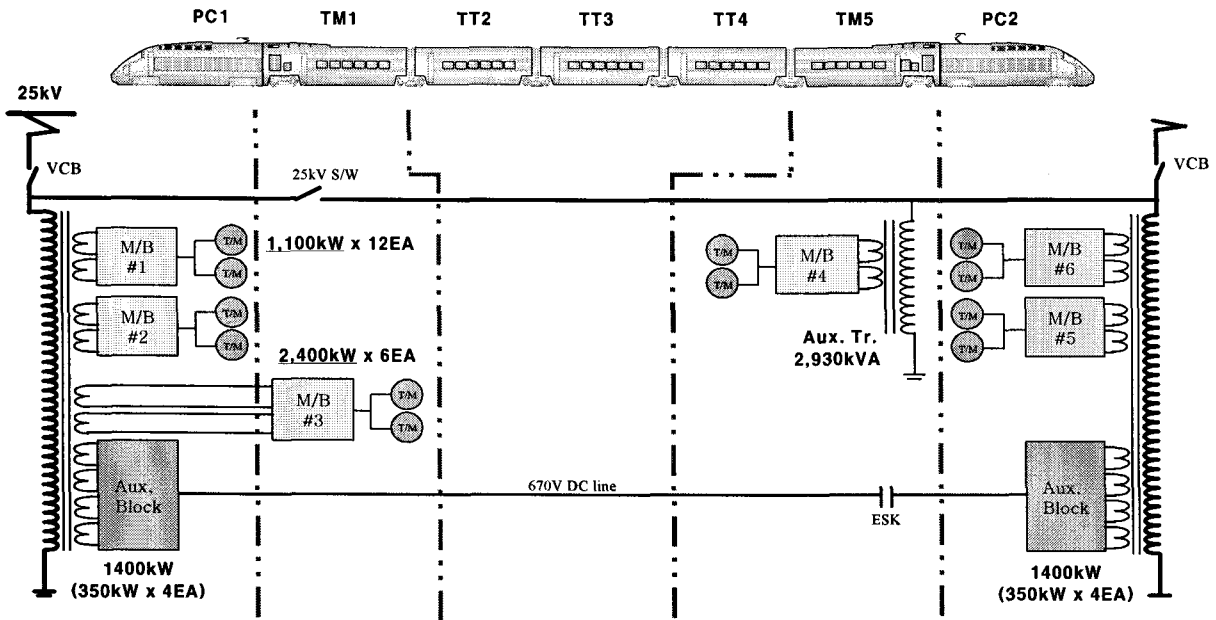 PC1 TM1 TT2 TT3 TT4 TM5 PC2
25kV
VCB
25kV S/W
VCB
M/B
#1
T/M
T/M
1,100kW x 12EA
M/B
#2
T/M
T/M
2,400kW x 6EA
M/B
#3
T/M
T/M
T/M
T/M
M/B
#4
Aux. Tr.
2,930kVA
T/M
T/M
M/B
#6
T/M
T/M
M/B
#5
Aux.
Block
670V DC line
ESK
Aux.
Block
1400kW
(350kW x 4EA)
1400kW
(350kW x 4EA)